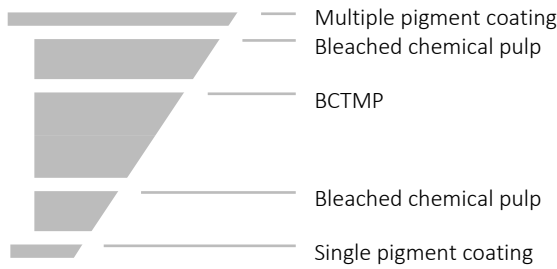 Multiple pigment coating
Bleached chemical pulp
BCTMP
Bleached chemical pulp
Single pigment coating